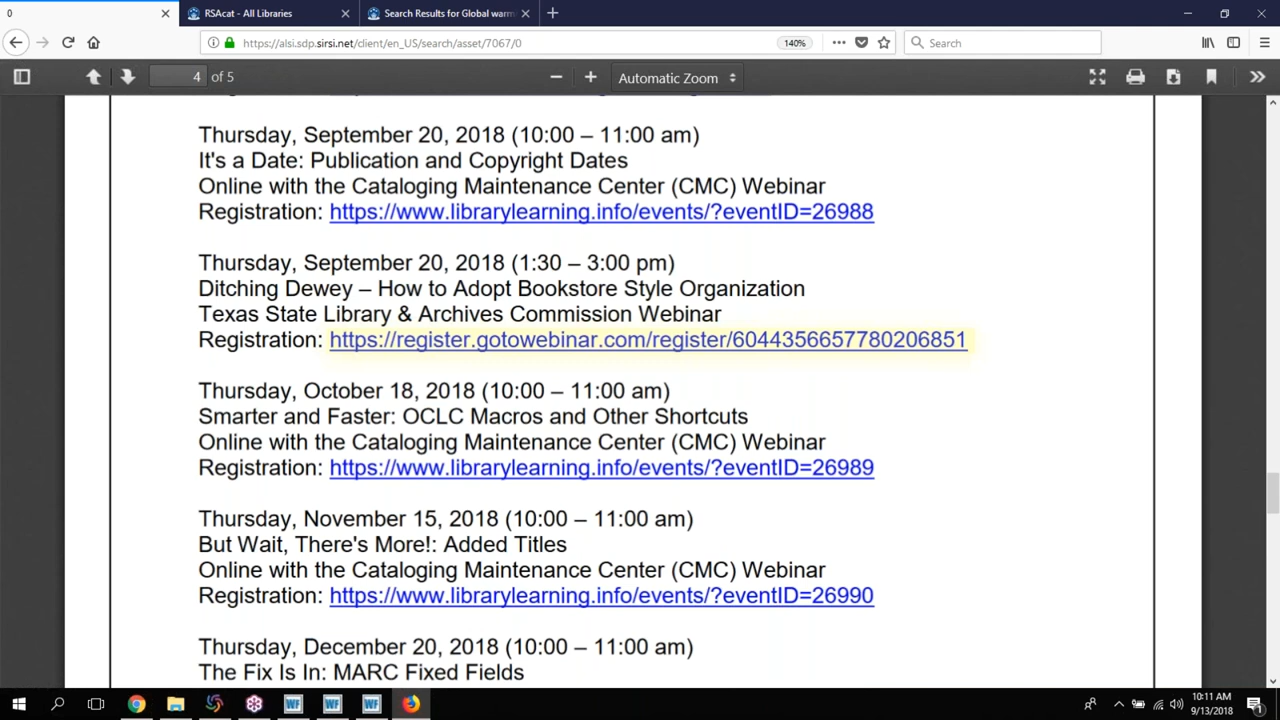 0
RSAcat - All Libraries
Search Results for Global warm
https://alsi.sdp.sirsi.net/client/en_US/search/asset/7067/0
140%
Search
4 of 5
Automatic Zoom
Thursday, September 20, 2018 (10:00 – 11:00 am)
It's a Date: Publication and Copyright Dates
Online with the Cataloging Maintenance Center (CMC) Webinar
Registration: https://www.librarylearning.info/events/?eventID=26988
Thursday, September 20, 2018 (1:30 – 3:00 pm)
Ditching Dewey – How to Adopt Bookstore Style Organization
Texas State Library & Archives Commission Webinar
Registration: https://register.gotowebinar.com/register/6044356657780206851
Thursday, October 18, 2018 (10:00 – 11:00 am)
Smarter and Faster: OCLC Macros and Other Shortcuts
Online with the Cataloging Maintenance Center (CMC) Webinar
Registration: https://www.librarylearning.info/events/?eventID=26989
Thursday, November 15, 2018 (10:00 – 11:00 am)
But Wait, There's More!: Added Titles
Online with the Cataloging Maintenance Center (CMC) Webinar
Registration: https://www.librarylearning.info/events/?eventID=26990
Thursday, December 20, 2018 (10:00 – 11:00 am)
The Fix Is In: MARC Fixed Fields
WF WF WF
10:11 AM
9/13/2018
1